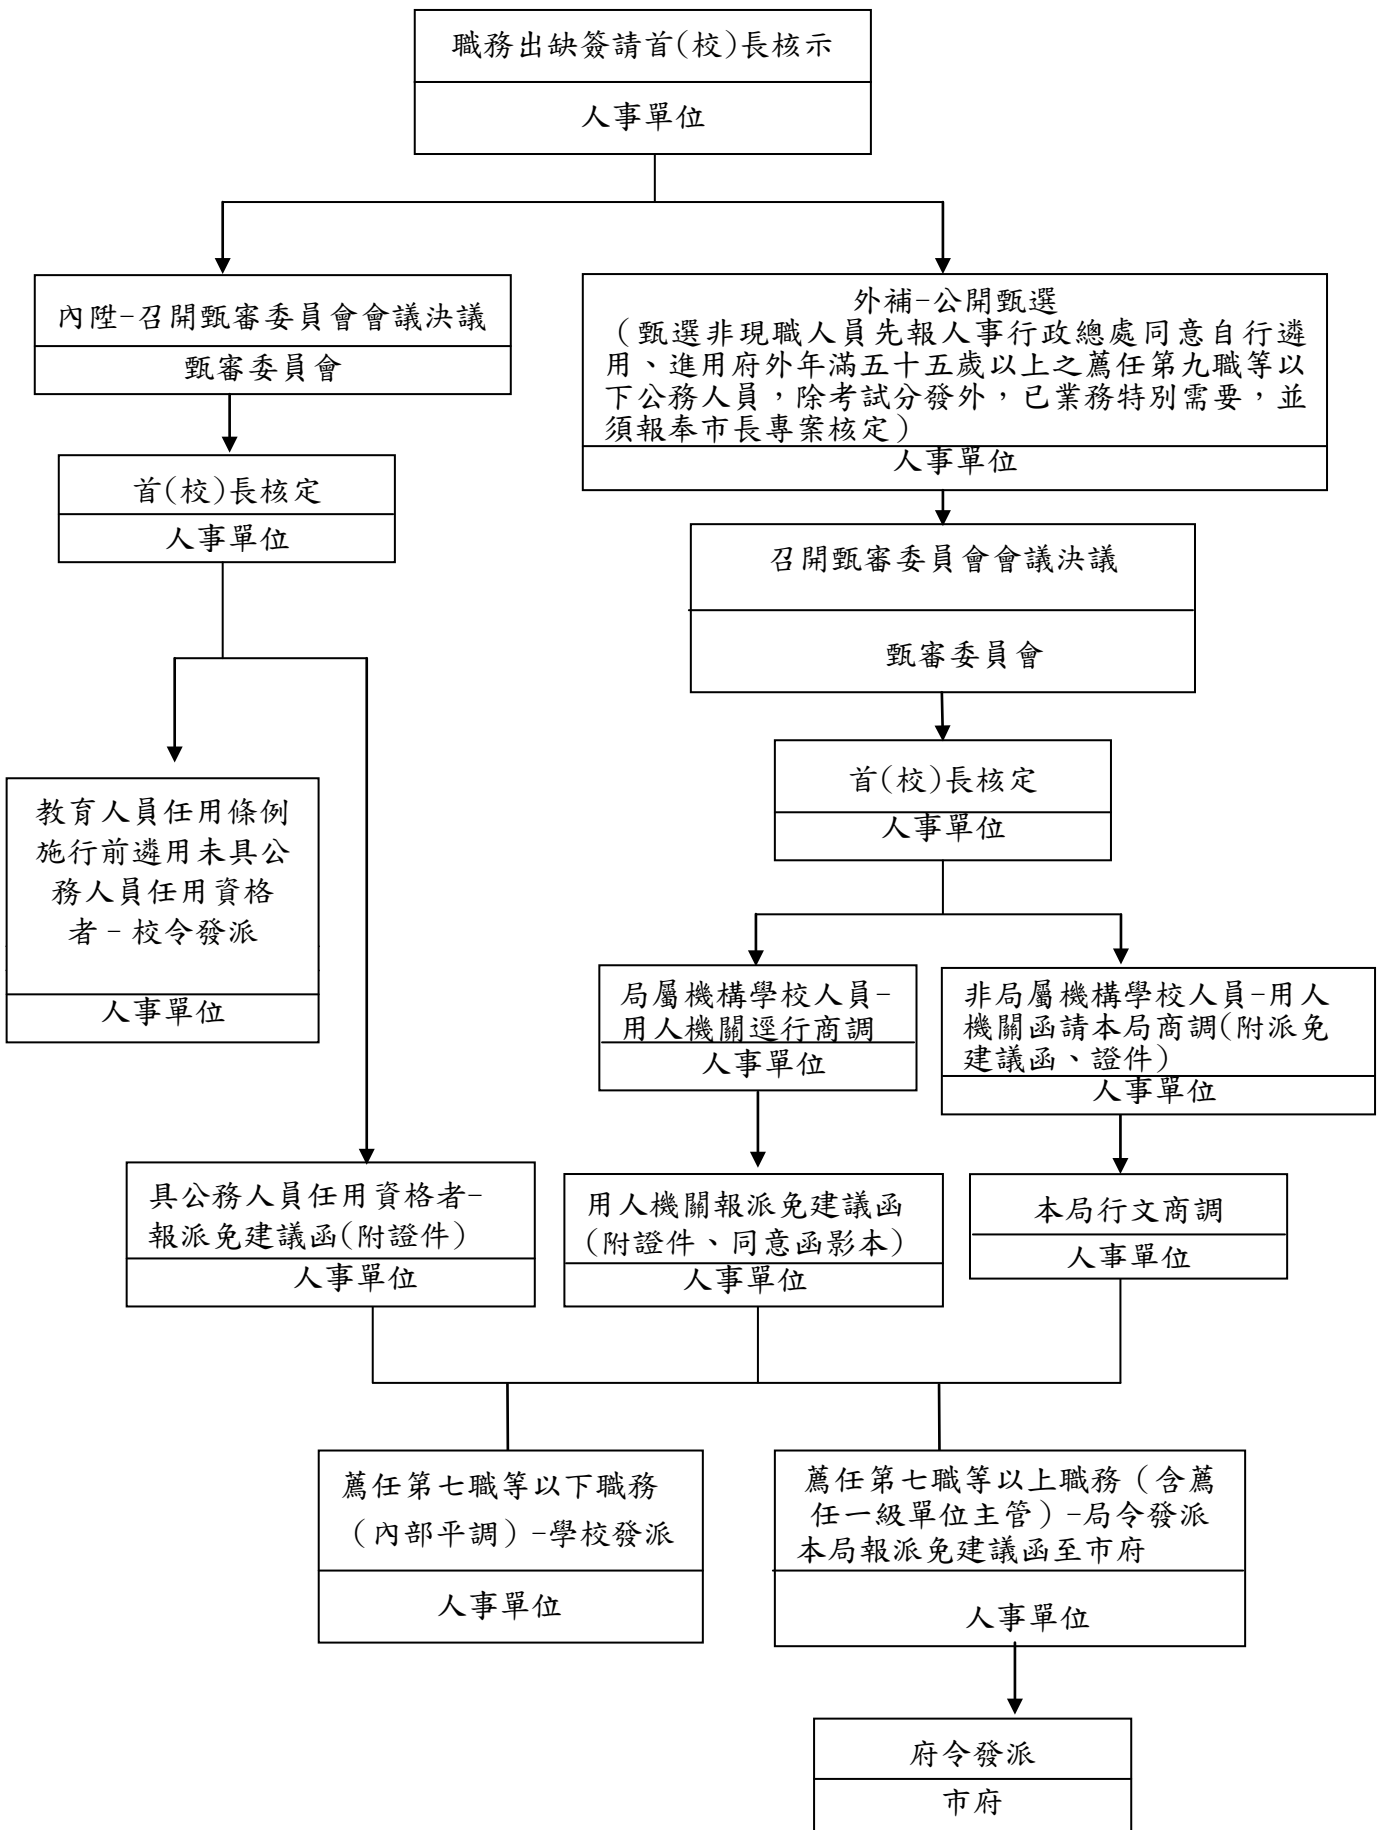 職務出缺簽請首(校)長核示
人事單位
內陞-召開甄審委員會會議決議
甄審委員會
外補-公開甄選
（甄選非現職人員先報人事行政總處同意自行遴
用、進用府外年滿五十五歲以上之薦任第九職等以
下公務人員，除考試分發外，已業務特別需要，並
須報奉市長專案核定）
人事單位
首(校)長核定
人事單位
召開甄審委員會會議決議
甄審委員會
首(校)長核定
人事單位
教育人員任用條例
施行前遴用未具公
務人員任用資格
者-校令發派
人事單位
局屬機構學校人員-
用人機關逕行商調
人事單位
非局屬機構學校人員-用人
機關函請本局商調(附派免
建議函、證件)
人事單位
具公務人員任用資格者-
報派免建議函(附證件)
人事單位
用人機關報派免建議函
(附證件、同意函影本)
人事單位
本局行文商調
人事單位
薦任第七職等以下職務
（內部平調）-學校發派
人事單位
薦任第七職等以上職務（含薦
任一級單位主管）-局令發派
本局報派免建議函至市府
人事單位
府令發派
市府